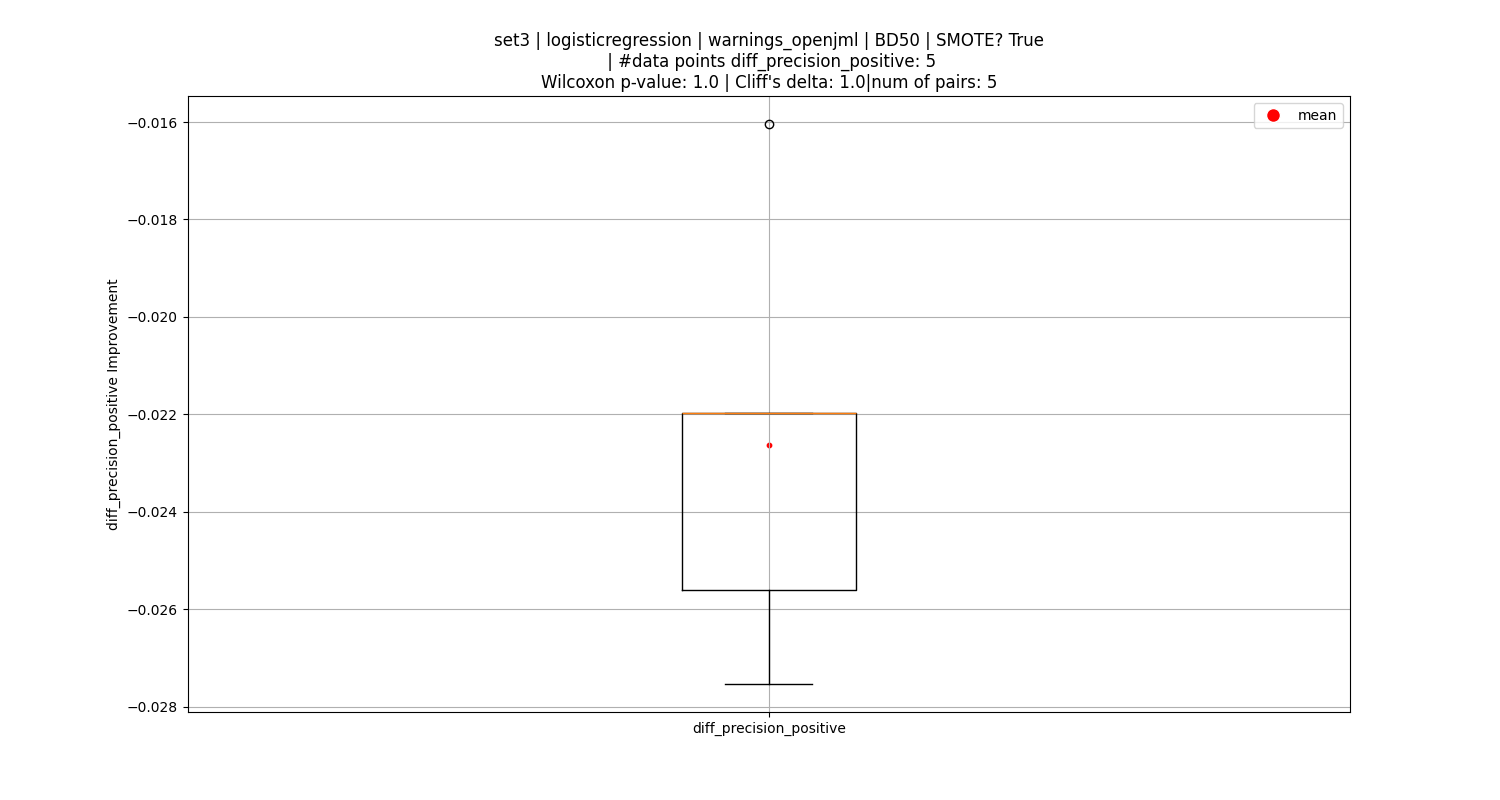 set3 | logisticregression | warnings_openjml | BD50 | SMOTE? True
| #data points diff_precision_positive: 5
Wilcoxon p-value: 1.0 | Cliff's delta: 1.0|num of pairs: 5
mean
−0.016
−0.018
−0.020
−0.022
−0.024
−0.026
−0.028
diff_precision_positive Improvement
diff_precision_positive